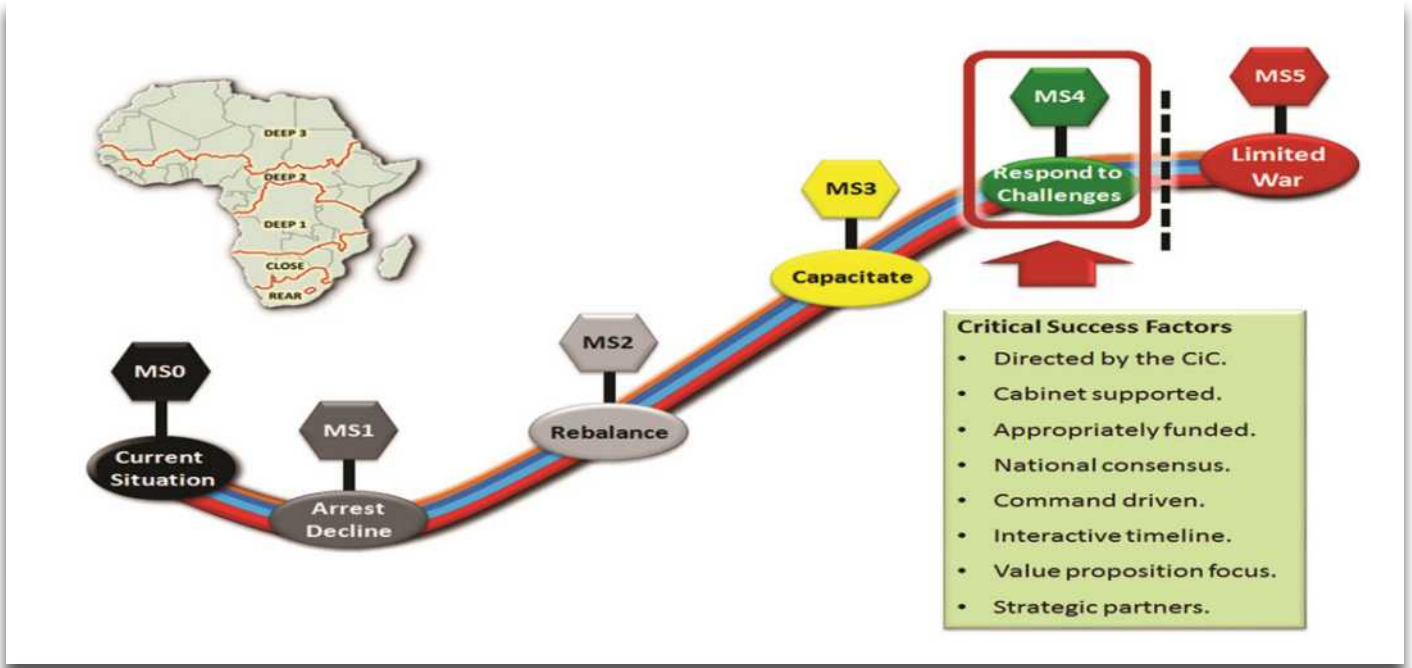 DEEP 3
DEEP 2
DEEP 1
CLOSE
REAR
MS0
Current
Situation
MS1
Arrest
Decline
MS2
Rebalance
MS3
Capacitate
MS4
Respond to
Challenges
MS5
Limited
War
Critical Success Factors
• Directed by the CiC.
• Cabinet supported.
• Appropriately funded.
• National consensus.
• Command driven.
• Interactive timeline.
• Value proposition focus.
• Strategic partners.